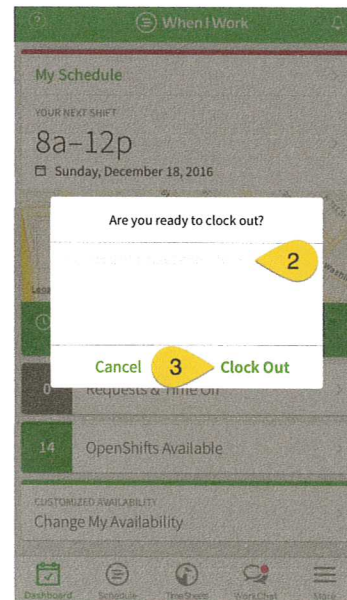 ?
When I Work
My Schedule
YOUR NEXT SHIFT
8a–12p
Sunday, December 18, 2016
Are you ready to clock out?
2
Cancel
3
Clock Out
0
Requests & Time Off
14
OpenShifts Available
CUSTOMIZED AVAILABILITY
Change My Availability
Dashboard
Schedule
TimeSheets
WorkChat
More